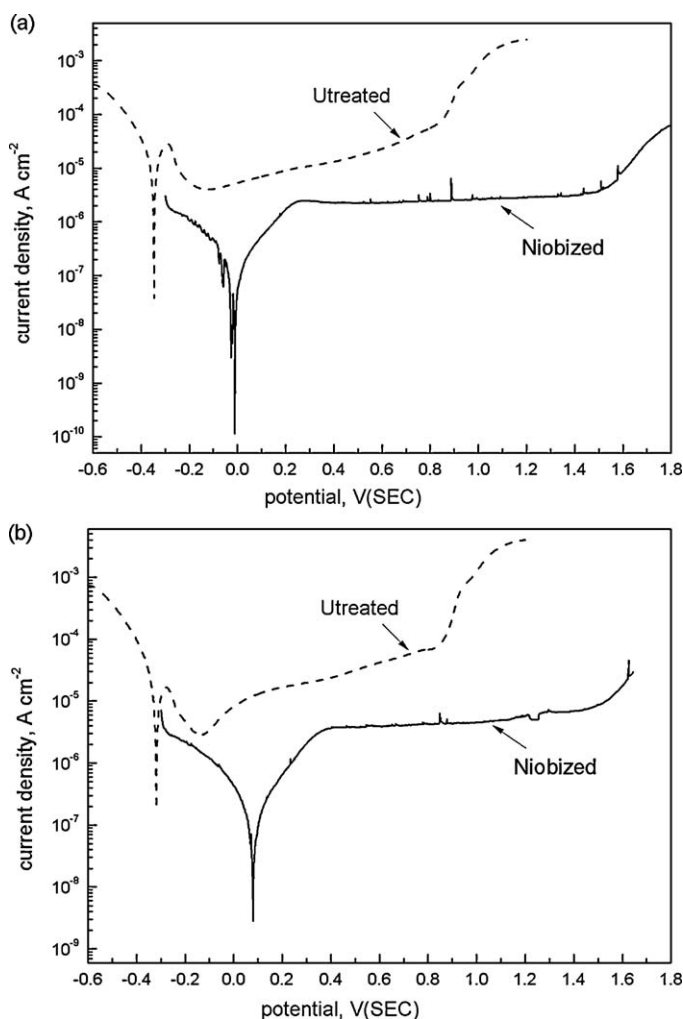 (a)
10⁻³
10⁻⁴
10⁻⁵
10⁻⁶
10⁻⁷
10⁻⁸
10⁻⁹
10⁻¹⁰
current density, A cm⁻²
Utreated
Niobized
-0.6 -0.4 -0.2 0.0 0.2 0.4 0.6 0.8 1.0 1.2 1.4 1.6 1.8
potential, V(SEC)
(b)
10⁻³
10⁻⁴
10⁻⁵
10⁻⁶
10⁻⁷
10⁻⁸
10⁻⁹
current density, A cm⁻²
Utreated
Niobized
-0.6 -0.4 -0.2 0.0 0.2 0.4 0.6 0.8 1.0 1.2 1.4 1.6 1.8
potential, V(SEC)